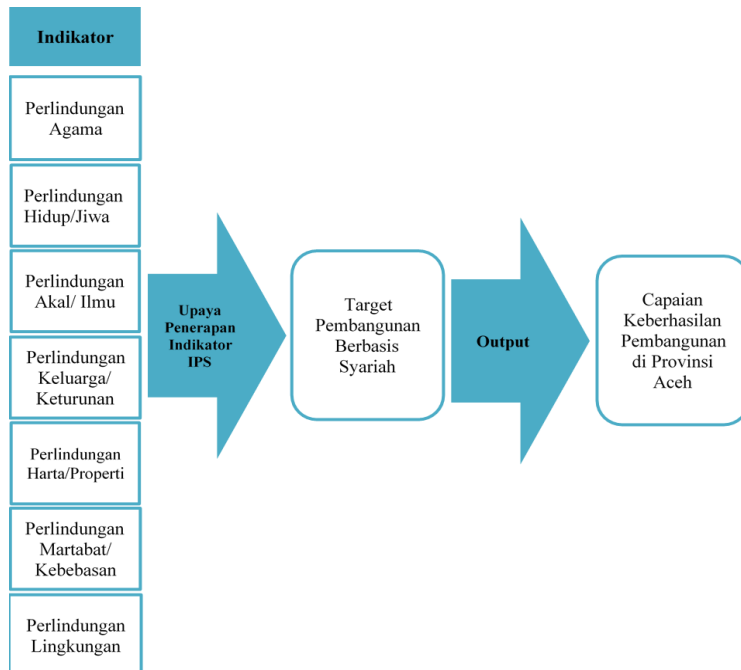 Indikator
Perlindungan
Agama
Perlindungan
Hidup/Jiwa
Perlindungan
Akal/ Ilmu
Perlindungan
Keluarga/
Keturunan
Perlindungan
Harta/Properti
Perlindungan
Martabat/
Kebebasan
Perlindungan
Lingkungan
Upaya
Penerapan
Indikator
IPS
Target
Pembangunan
Berbasis
Syariah
Output
Capaian
Keberhasilan
Pembangunan
di Provinsi
Aceh